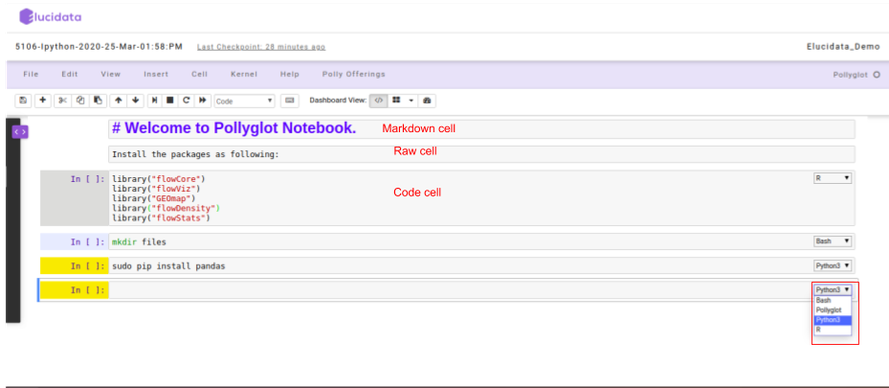 Elucidata
5106-Ipython-2020-25-Mar-01:58:PM Last Checkpoint: 28 minutes ago Elucidata_Demo
File Edit View Insert Cell Kernel Help Polly Offerings Pollyglot
Code Dashboard View:
# Welcome to Pollyglot Notebook. Markdown cell
Install the packages as following: Raw cell
In [ ]: library("flowCore") R
library("flowViz")
library("GEOmap") Code cell
library("flowDensity")
library("flowStats")
In [ ]: mkdir files Bash
In [ ]: sudo pip install pandas Python3
In [ ]: Python3
Bash
Pollyglot
Python3
R